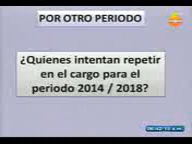 POR OTRO PERIODO
¿Quienes intentan repetir
en el cargo para el
periodo 2014 / 2018?